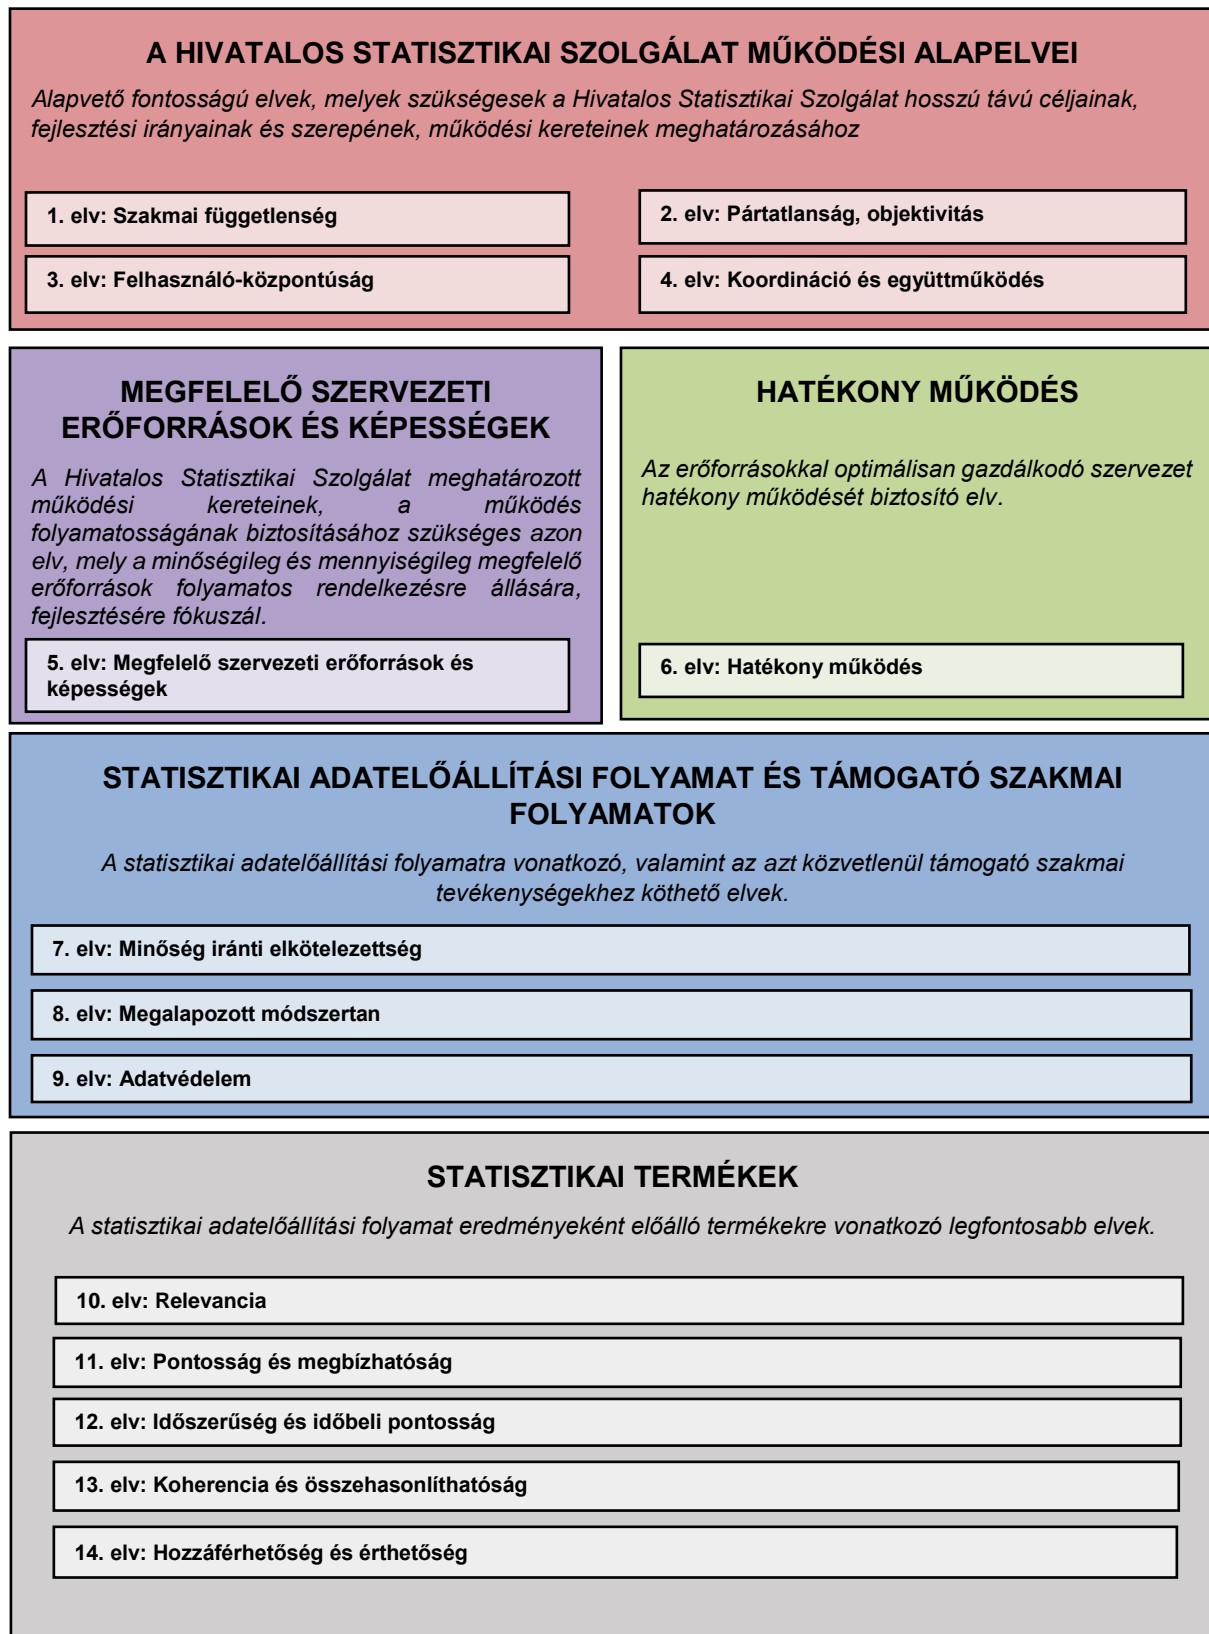 A HIVATALOS STATISZTIKAI SZOLGÁLAT MŰKÖDÉSI ALAPELVEI
Alapvető fontosságú elvek, melyek szükségesek a Hivatalos Statisztikai Szolgálat hosszú távú céljainak,
fejlesztési irányainak és szerepének, működési kereteinek meghatározásához
1. elv: Szakmai függetlenség
2. elv: Pártatlanság, objektivitás
3. elv: Felhasználó-központúság
4. elv: Koordináció és együttműködés
MEGFELELŐ SZERVEZETI
ERŐFORRÁSOK ÉS KÉPESSÉGEK
A Hivatalos Statisztikai Szolgálat meghatározott
működési kereteinek, a működés
folyamatosságának biztosításához szükséges azon
elv, mely a minőségileg és mennyiségileg megfelelő
erőforrások folyamatos rendelkezésre állására,
fejlesztésére fókuszál.
5. elv: Megfelelő szervezeti erőforrások és
képességek
HATÉKONY MŰKÖDÉS
Az erőforrásokkal optimálisan gazdálkodó szervezet
hatékony működését biztosító elv.
6. elv: Hatékony működés
STATISZTIKAI ADATELŐÁLLÍTÁSI FOLYAMAT ÉS TÁMOGATÓ SZAKMAI
FOLYAMATOK
A statisztikai adatelőállítási folyamatra vonatkozó, valamint az azt közvetlenül támogató szakmai
tevékenységekhez köthető elvek.
7. elv: Minőség iránti elkötelezettség
8. elv: Megalapozott módszertan
9. elv: Adatvédelem
STATISZTIKAI TERMÉKEK
A statisztikai adatelőállítási folyamat eredményeként előálló termékekre vonatkozó legfontosabb elvek.
10. elv: Relevancia
11. elv: Pontosság és megbízhatóság
12. elv: Időszerűség és időbeli pontosság
13. elv: Koherencia és összehasonlíthatóság
14. elv: Hozzáférhetőség és érthetőség